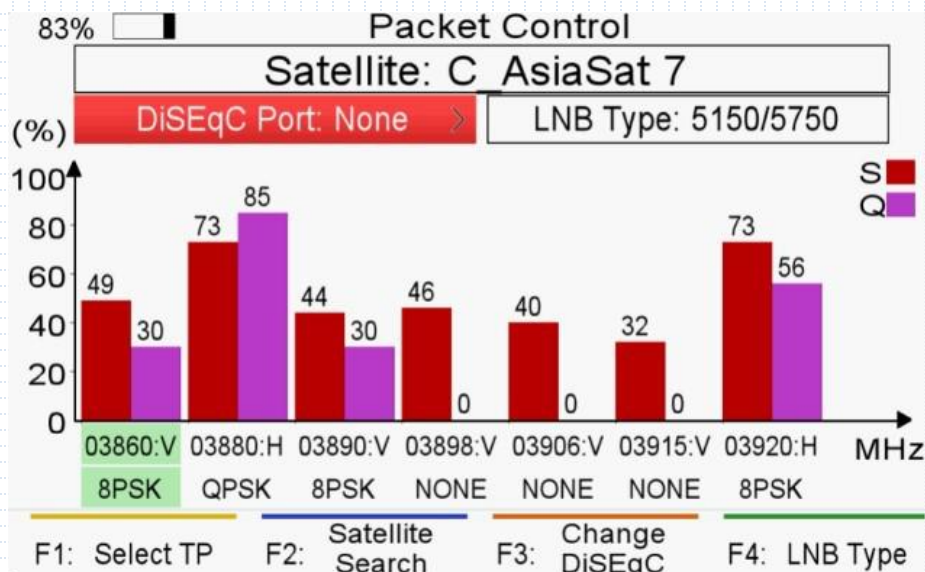 83% Packet Control
Satellite: C_AsiaSat 7
DiSEqC Port: None > LNB Type: 5150/5750
(%)
S
Q
100
80
60
40
20
0
49 30 73 85 44 30 46 0 40 0 32 0 73 56
03860:V 03880:H 03890:V 03898:V 03906:V 03915:V 03920:H MHz
8PSK QPSK 8PSK NONE NONE NONE 8PSK
F1: Select TP F2: Satellite Search F3: Change DiSEqC F4: LNB Type